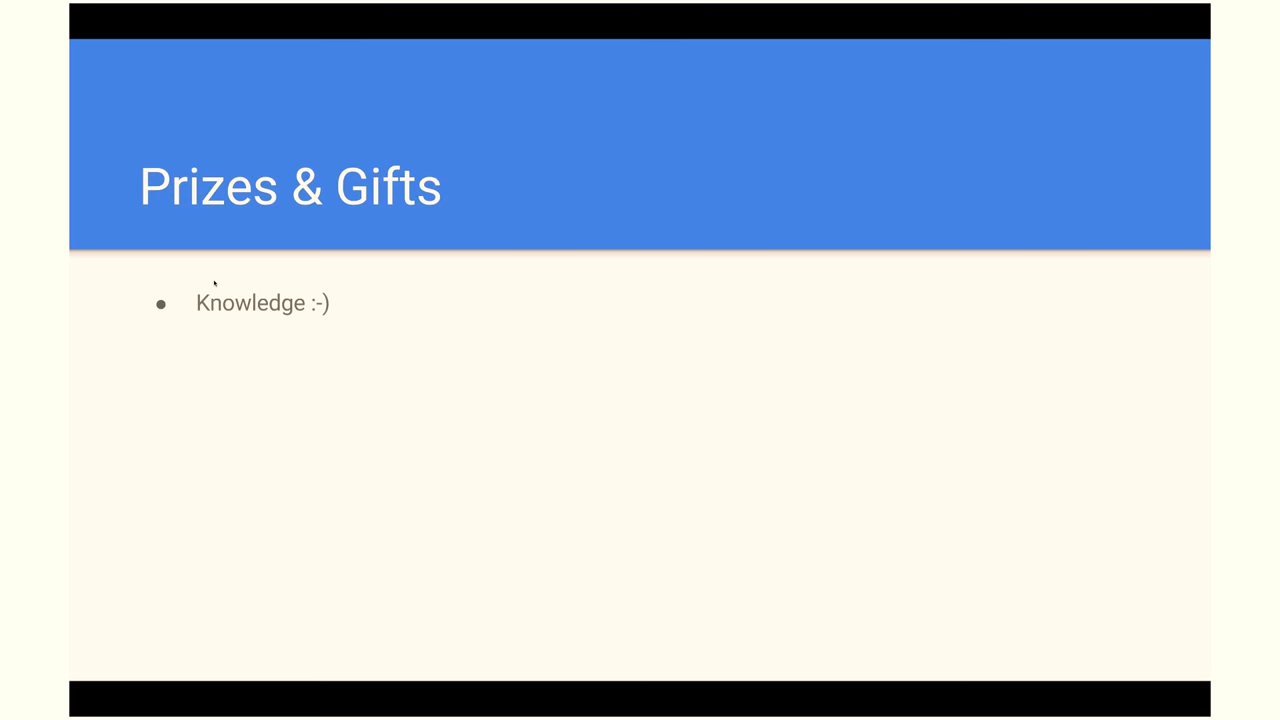 Prizes & Gifts
● Knowledge :-)